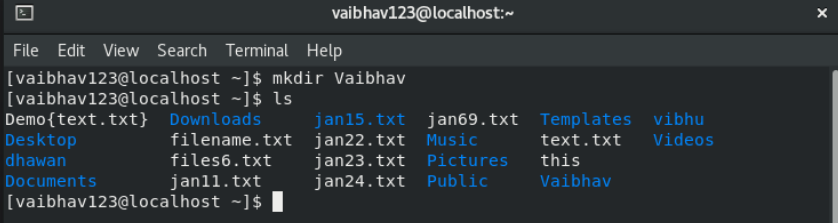 vaibhav123@localhost:~
File Edit View Search Terminal Help
[vaibhav123@localhost ~]$ mkdir Vaibhav
[vaibhav123@localhost ~]$ ls
Demo{text.txt} Downloads jan15.txt jan69.txt Templates vibhu
Desktop filename.txt jan22.txt Music text.txt Videos
dhawan files6.txt jan23.txt Pictures this
Documents jan11.txt jan24.txt Public Vaibhav
[vaibhav123@localhost ~]$